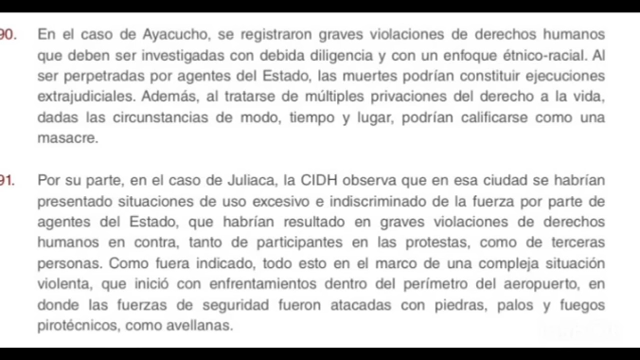 90. En el caso de Ayacucho, se registraron graves violaciones de derechos humanos
que deben ser investigadas con debida diligencia y con un enfoque étnico-racial. Al
ser perpetradas por agentes del Estado, las muertes podrían constituir ejecuciones
extrajudiciales. Además, al tratarse de múltiples privaciones del derecho a la vida,
dadas las circunstancias de modo, tiempo y lugar, podrían calificarse como una
masacre.
91. Por su parte, en el caso de Juliaca, la CIDH observa que en esa ciudad se habrían
presentado situaciones de uso excesivo e indiscriminado de la fuerza por parte de
agentes del Estado, que habrían resultado en graves violaciones de derechos
humanos en contra, tanto de participantes en las protestas, como de terceras
personas. Como fuera indicado, todo esto en el marco de una compleja situación
violenta, que inició con enfrentamientos dentro del perímetro del aeropuerto, en
donde las fuerzas de seguridad fueron atacadas con piedras, palos y fuegos
pirotécnicos, como avellanas.